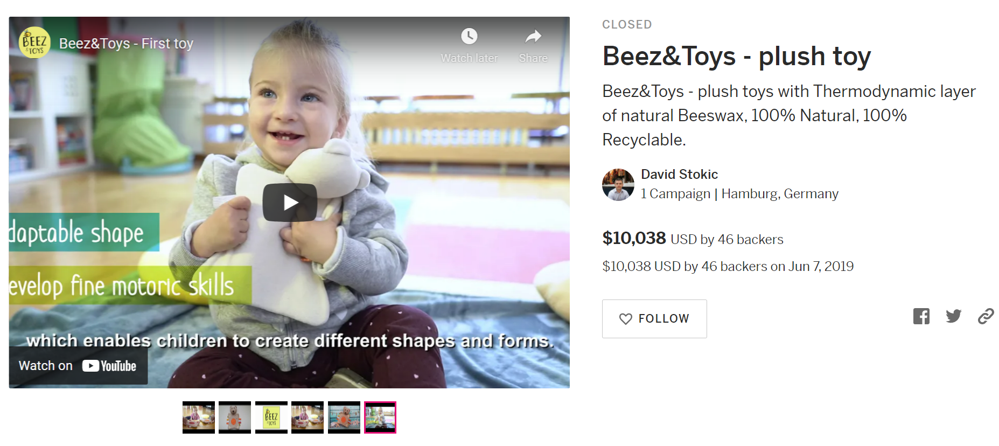 BEEZ
&TOYS
Beez&Toys - First toy
Watch later
Share
daptable shape
evelop fine motoric skills
which enables children to create different shapes and forms.
Watch on YouTube
BEEZ
&TOYS
CLOSED
Beez&Toys - plush toy
Beez&Toys - plush toys with Thermodynamic layer
of natural Beeswax, 100% Natural, 100%
Recyclable.
David Stokic
1 Campaign | Hamburg, Germany
$10,038 USD by 46 backers
$10,038 USD by 46 backers on Jun 7, 2019
FOLLOW